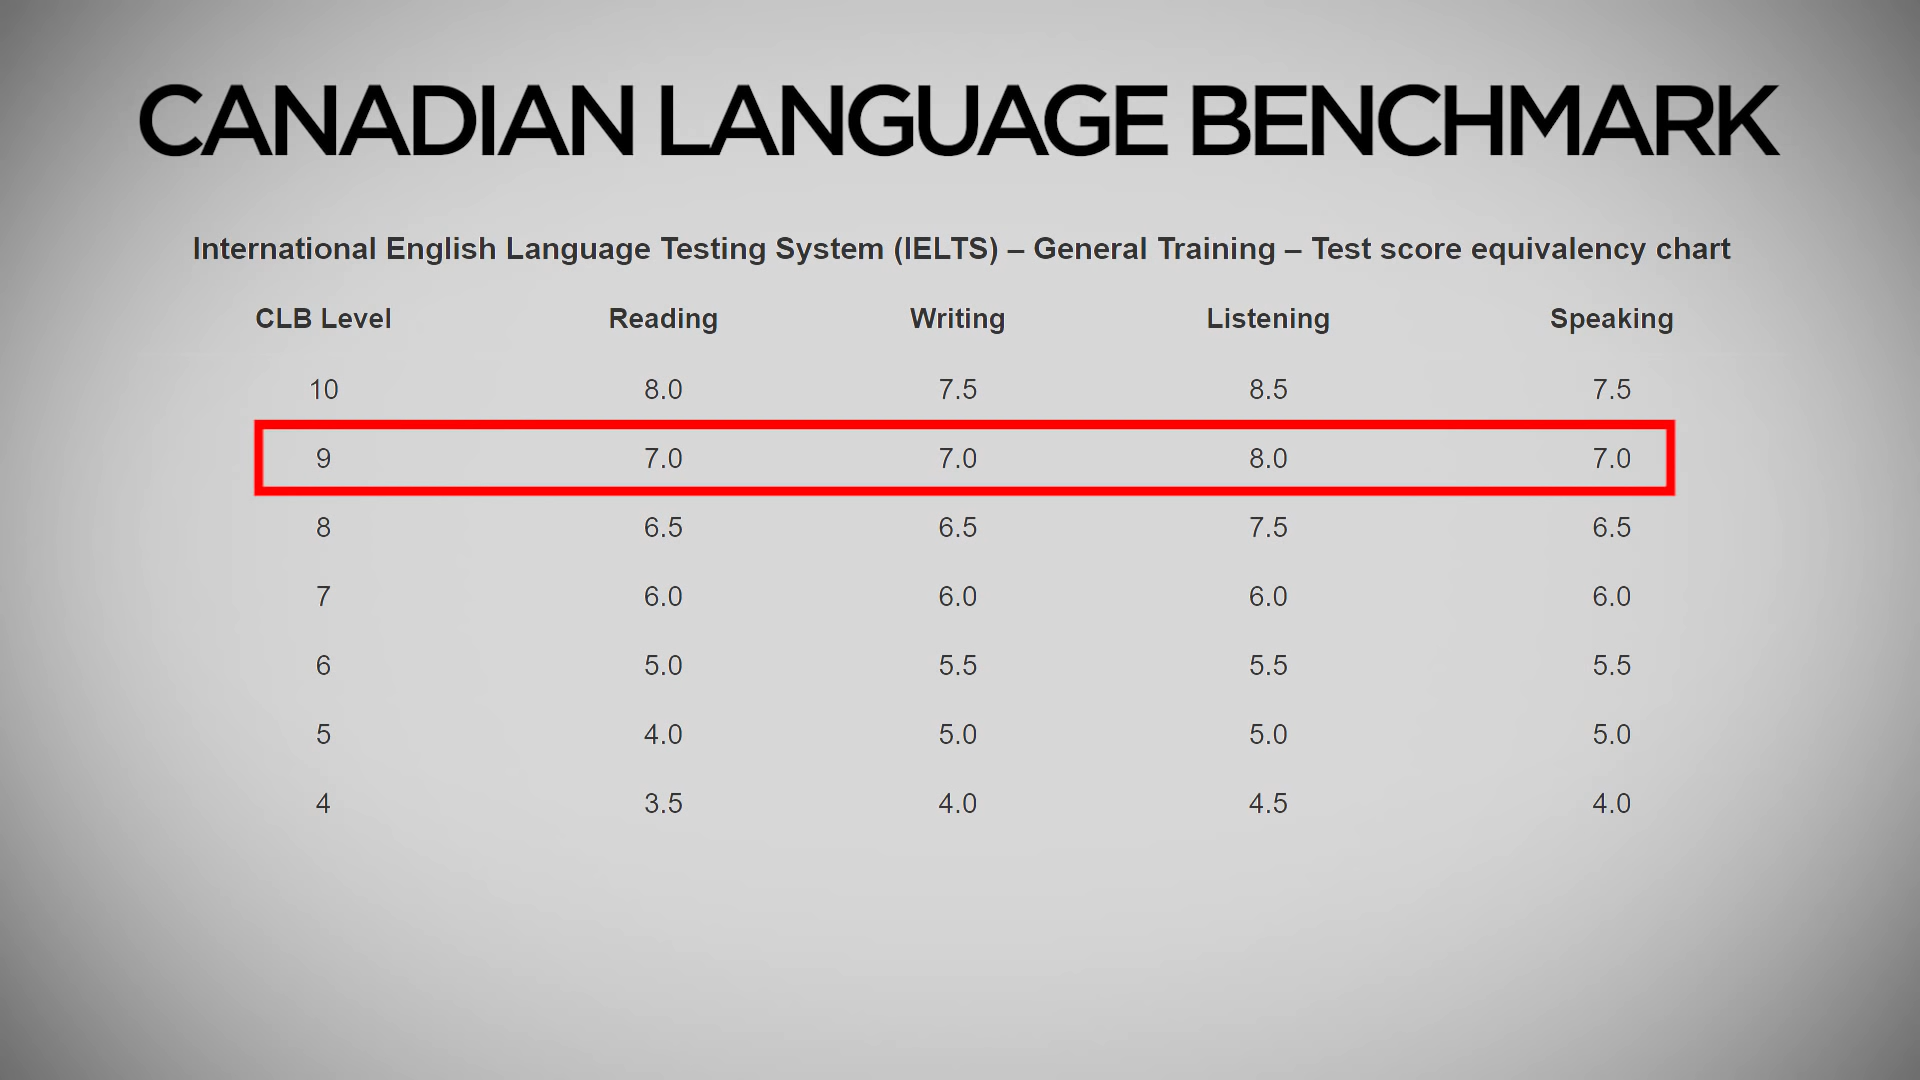 CANADIAN LANGUAGE BENCHMARK
International English Language Testing System (IELTS) – General Training – Test score equivalency chart
CLB Level Reading Writing Listening Speaking
10 8.0 7.5 8.5 7.5
9 7.0 7.0 8.0 7.0
8 6.5 6.5 7.5 6.5
7 6.0 6.0 6.0 6.0
6 5.0 5.5 5.5 5.5
5 4.0 5.0 5.0 5.0
4 3.5 4.0 4.5 4.0